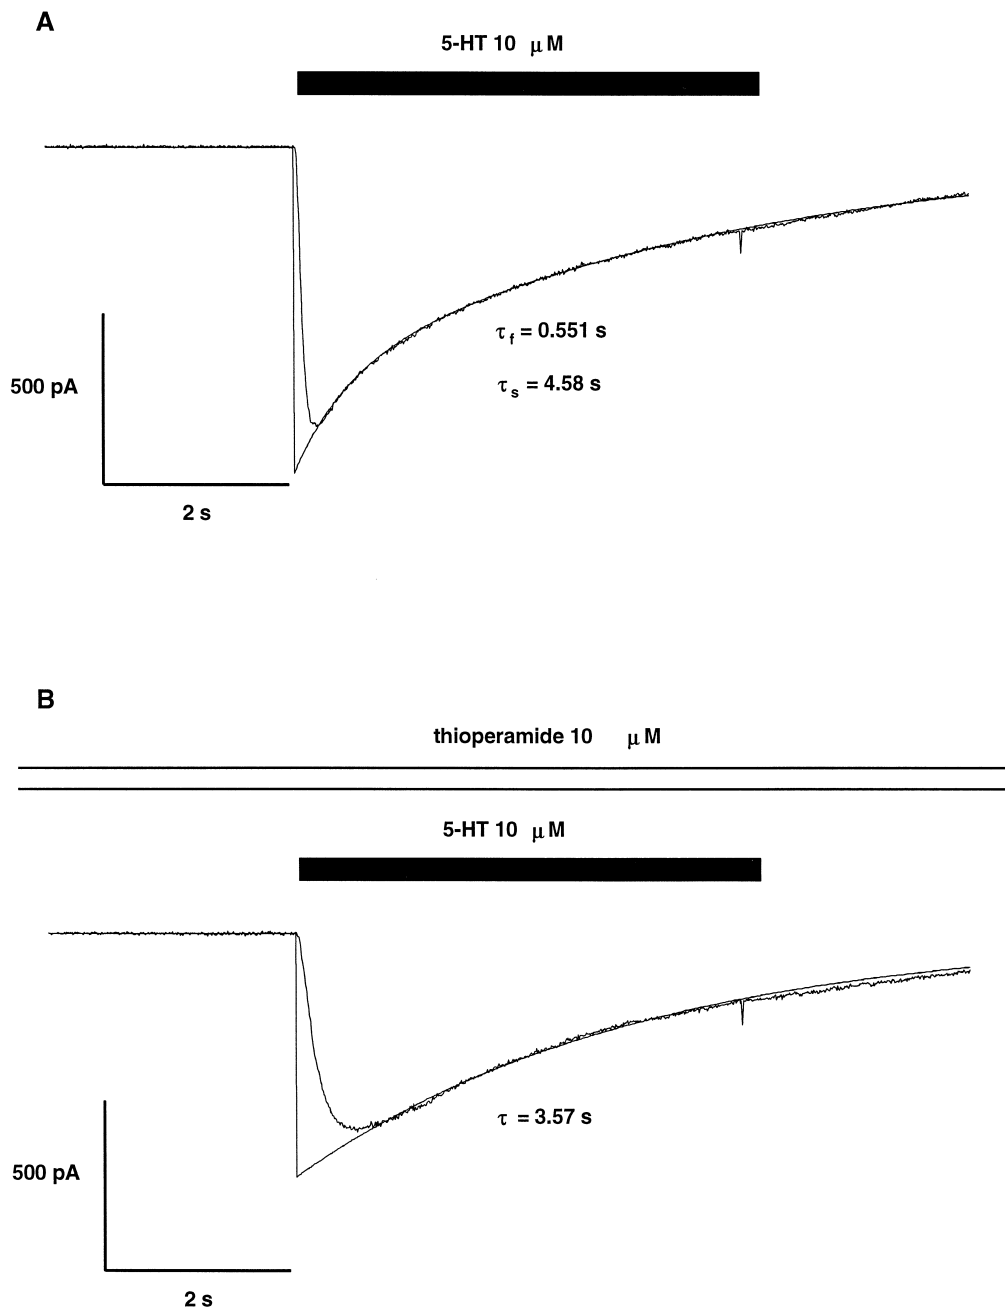 A
5-HT 10 μM
τf = 0.551 s
τs = 4.58 s
500 pA
2 s
B
thioperamide 10 μM
5-HT 10 μM
τ = 3.57 s
500 pA
2 s